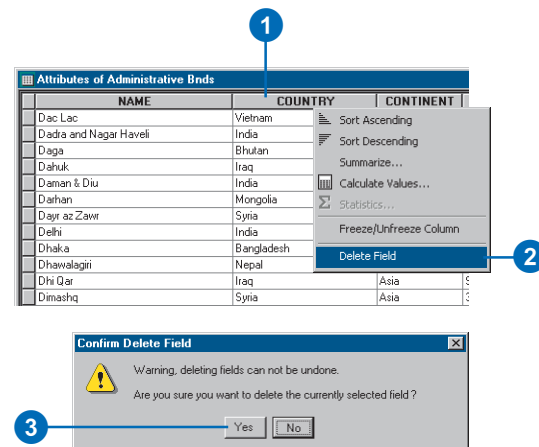 1
Attributes of Administrative Bnds
NAME COUNTRY CONTINENT
Dac Lac Vietnam
Dadra and Nagar Haveli India
Daga Bhutan
Dahuk Iraq
Daman & Diu India
Darhan Mongolia
Dayr az Zawr Syria
Delhi India
Dhaka Bangladesh
Dhawalagiri Nepal
Dhi Qar Iraq Asia
Dimashq Syria Asia
Sort Ascending
Sort Descending
Summarize...
Calculate Values...
Σ Statistics...
Freeze/Unfreeze Column
Delete Field
2
Confirm Delete Field
Warning, deleting fields can not be undone.
Are you sure you want to delete the currently selected field ?
3
Yes No